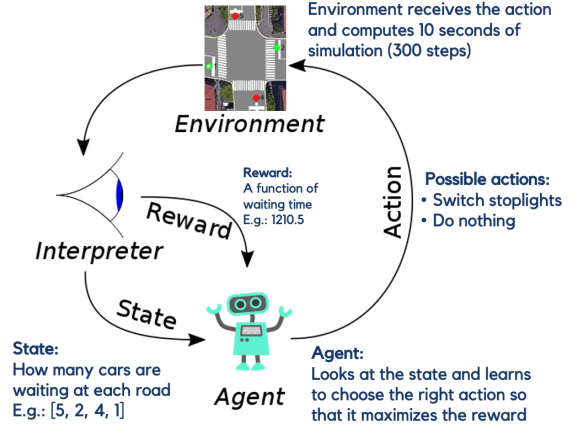 Environment receives the action
and computes 10 seconds of
simulation (300 steps)
Environment
Reward:
A function of
waiting time
E.g.: 1210.5
Reward
Action
Possible actions:
• Switch stoplights
• Do nothing
Interpreter
State
State:
How many cars are
waiting at each road
E.g.: [5, 2, 4, 1]
Agent
Agent:
Looks at the state and learns
to choose the right action so
that it maximizes the reward